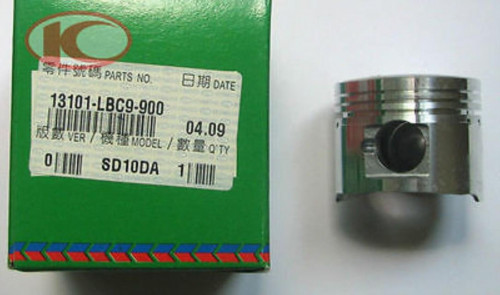 零件號碼 PARTS NO. 日期 DATE
13101-LBC9-900 04.09
版數 VER / 機種 MODEL / 數量 Q'TY
0 SD10DA 1